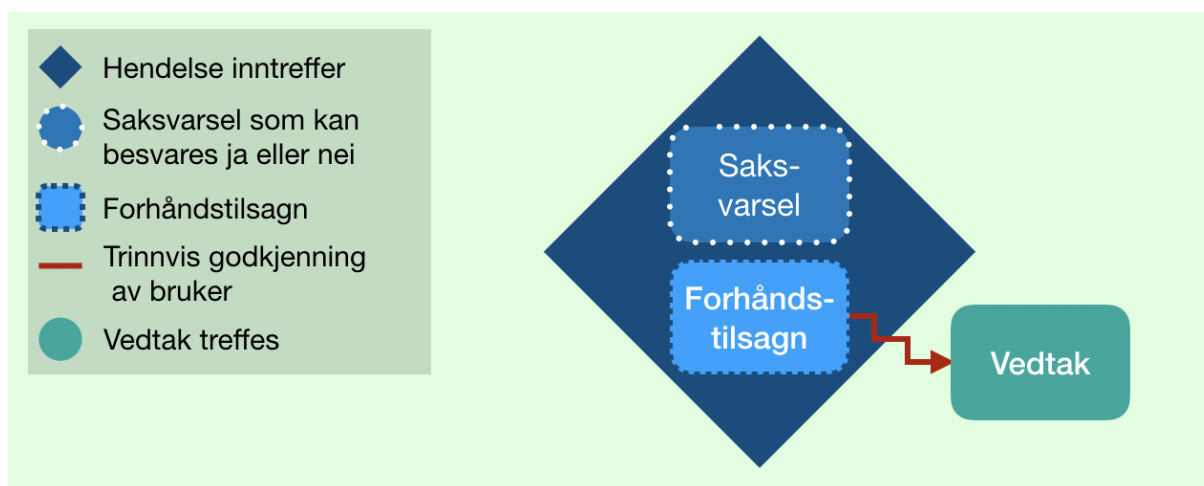 Hendelse inntreffer
Saksvarsel som kan
besvares ja eller nei
Forhåndstilsagn
Trinnvis godkjenning
av bruker
Vedtak treffes
Saks-
varsel
Forhånds-
tilsagn
Vedtak